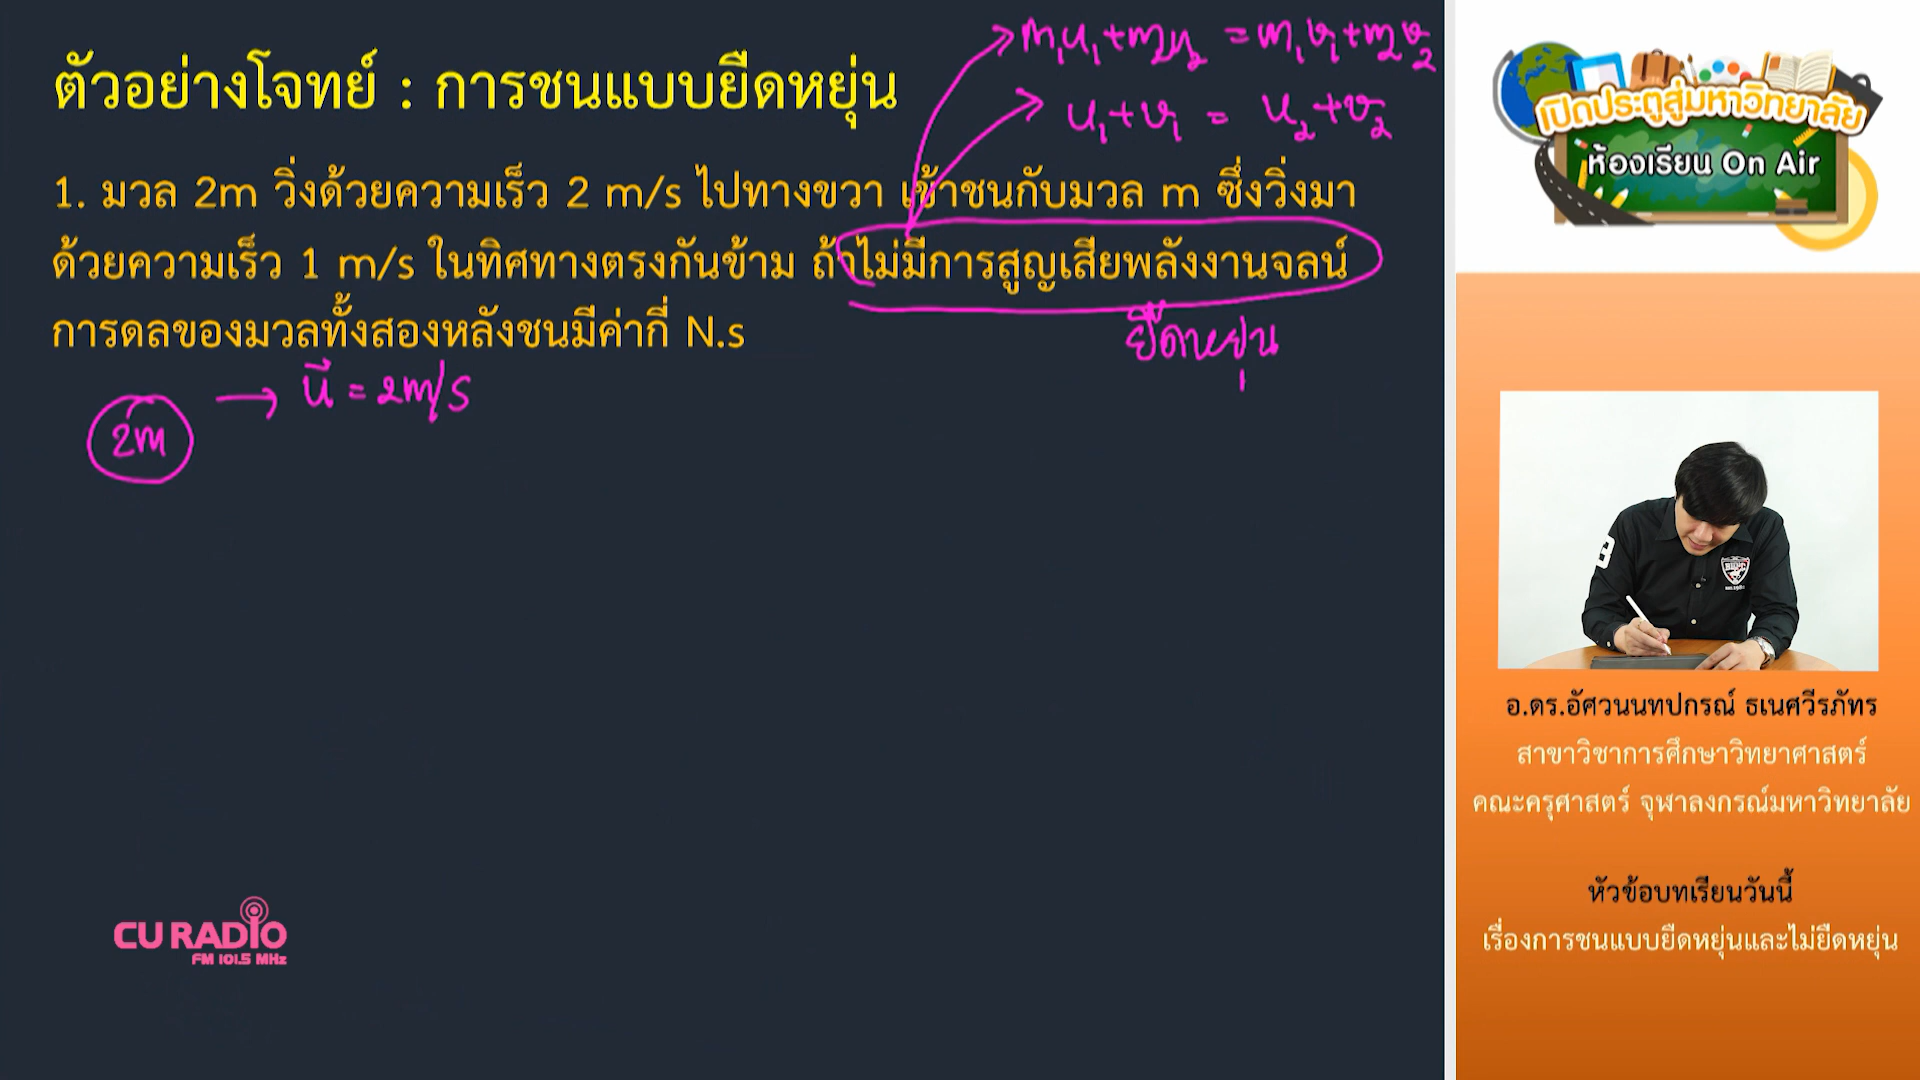 ตัวอย่างโจทย์ : การชนแบบยืดหยุ่น
m₁u₁+m₂u₂ = m₁v₁+m₂v₂
u₁+v₁ = u₂+v₂
1. มวล 2m วิ่งด้วยความเร็ว 2 m/s ไปทางขวา เข้าชนกับมวล m ซึ่งวิ่งมา
ด้วยความเร็ว 1 m/s ในทิศทางตรงกันข้าม ถ้าไม่มีการสูญเสียพลังงานจลน์
การดลของมวลทั้งสองหลังชนมีค่ากี่ N.s
ยืดหยุ่น
u = 2m/s
2m
CU RADIO
FM 101.5 MHz
เปิดประตูสู่มหาวิทยาลัย
ห้องเรียน On Air
อ.ดร.อัศวนนทปกรณ์ ธเนศวีรภัทร
สาขาวิชาการศึกษาวิทยาศาสตร์
คณะครุศาสตร์ จุฬาลงกรณ์มหาวิทยาลัย
หัวข้อบทเรียนวันนี้
เรื่องการชนแบบยืดหยุ่นและไม่ยืดหยุ่น